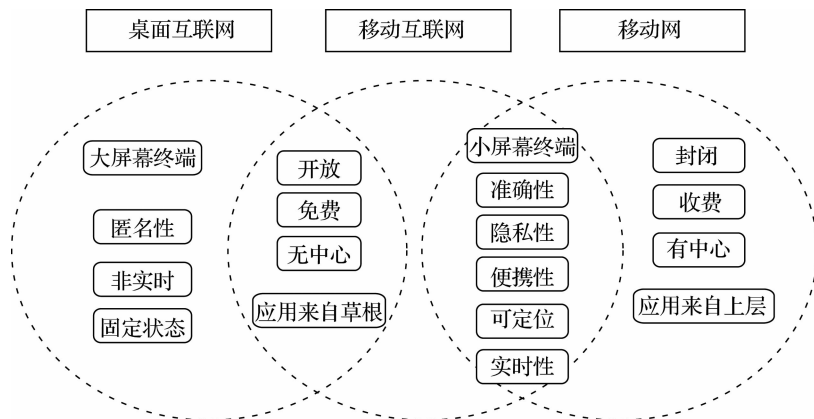 桌面互联网
移动互联网
移动网
大屏幕终端
匿名性
非实时
固定状态
开放
免费
无中心
应用来自草根
小屏幕终端
准确性
隐私性
便携性
可定位
实时性
封闭
收费
有中心
应用来自上层